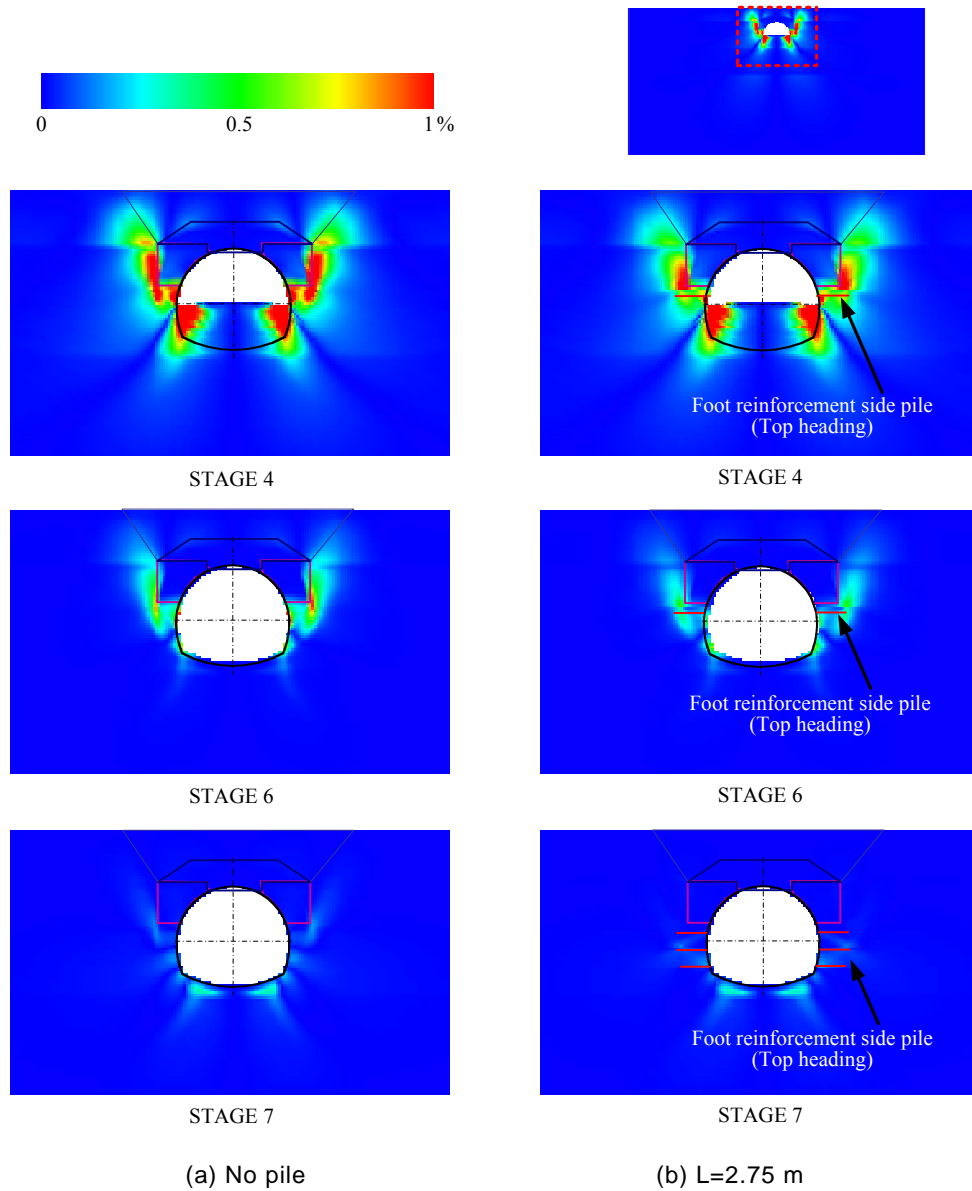 0 0.5 1%
Foot reinforcement side pile
(Top heading)
STAGE 4
STAGE 4
Foot reinforcement side pile
(Top heading)
STAGE 6
STAGE 6
Foot reinforcement side pile
(Top heading)
STAGE 7
STAGE 7
(a) No pile
(b) L=2.75 m